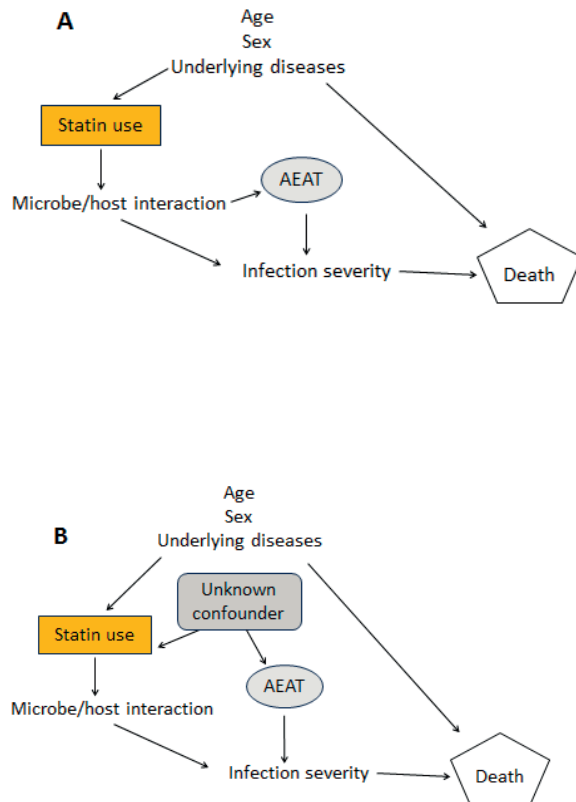 A
Age
Sex
Underlying diseases
Statin use
AEAT
Microbe/host interaction
Infection severity
Death
B
Age
Sex
Underlying diseases
Unknown
confounder
Statin use
AEAT
Microbe/host interaction
Infection severity
Death